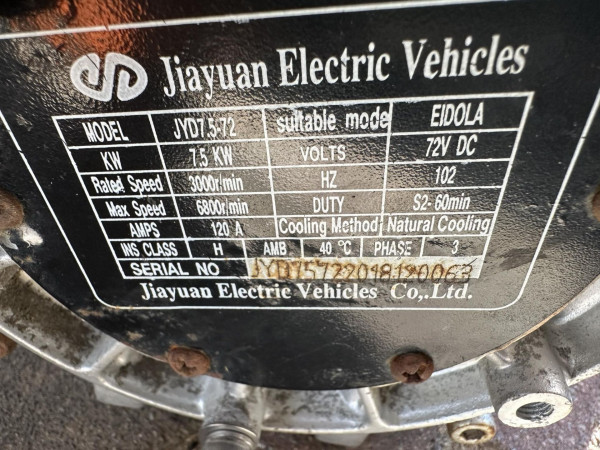 Jiayuan Electric Vehicles
MODEL JYD7.5-72 suitable mode EIDOLA
KW 7.5 KW VOLTS 72V DC
Rated Speed 3000r/min HZ 102
Max Speed 6800r/min DUTY S2- 60min
AMPS 120 A Cooling Method Natural Cooling
INS CLASS H AMB 40 ℃ PHASE 3
SERIAL NO
Jiayuan Electric Vehicles Co,.Ltd.